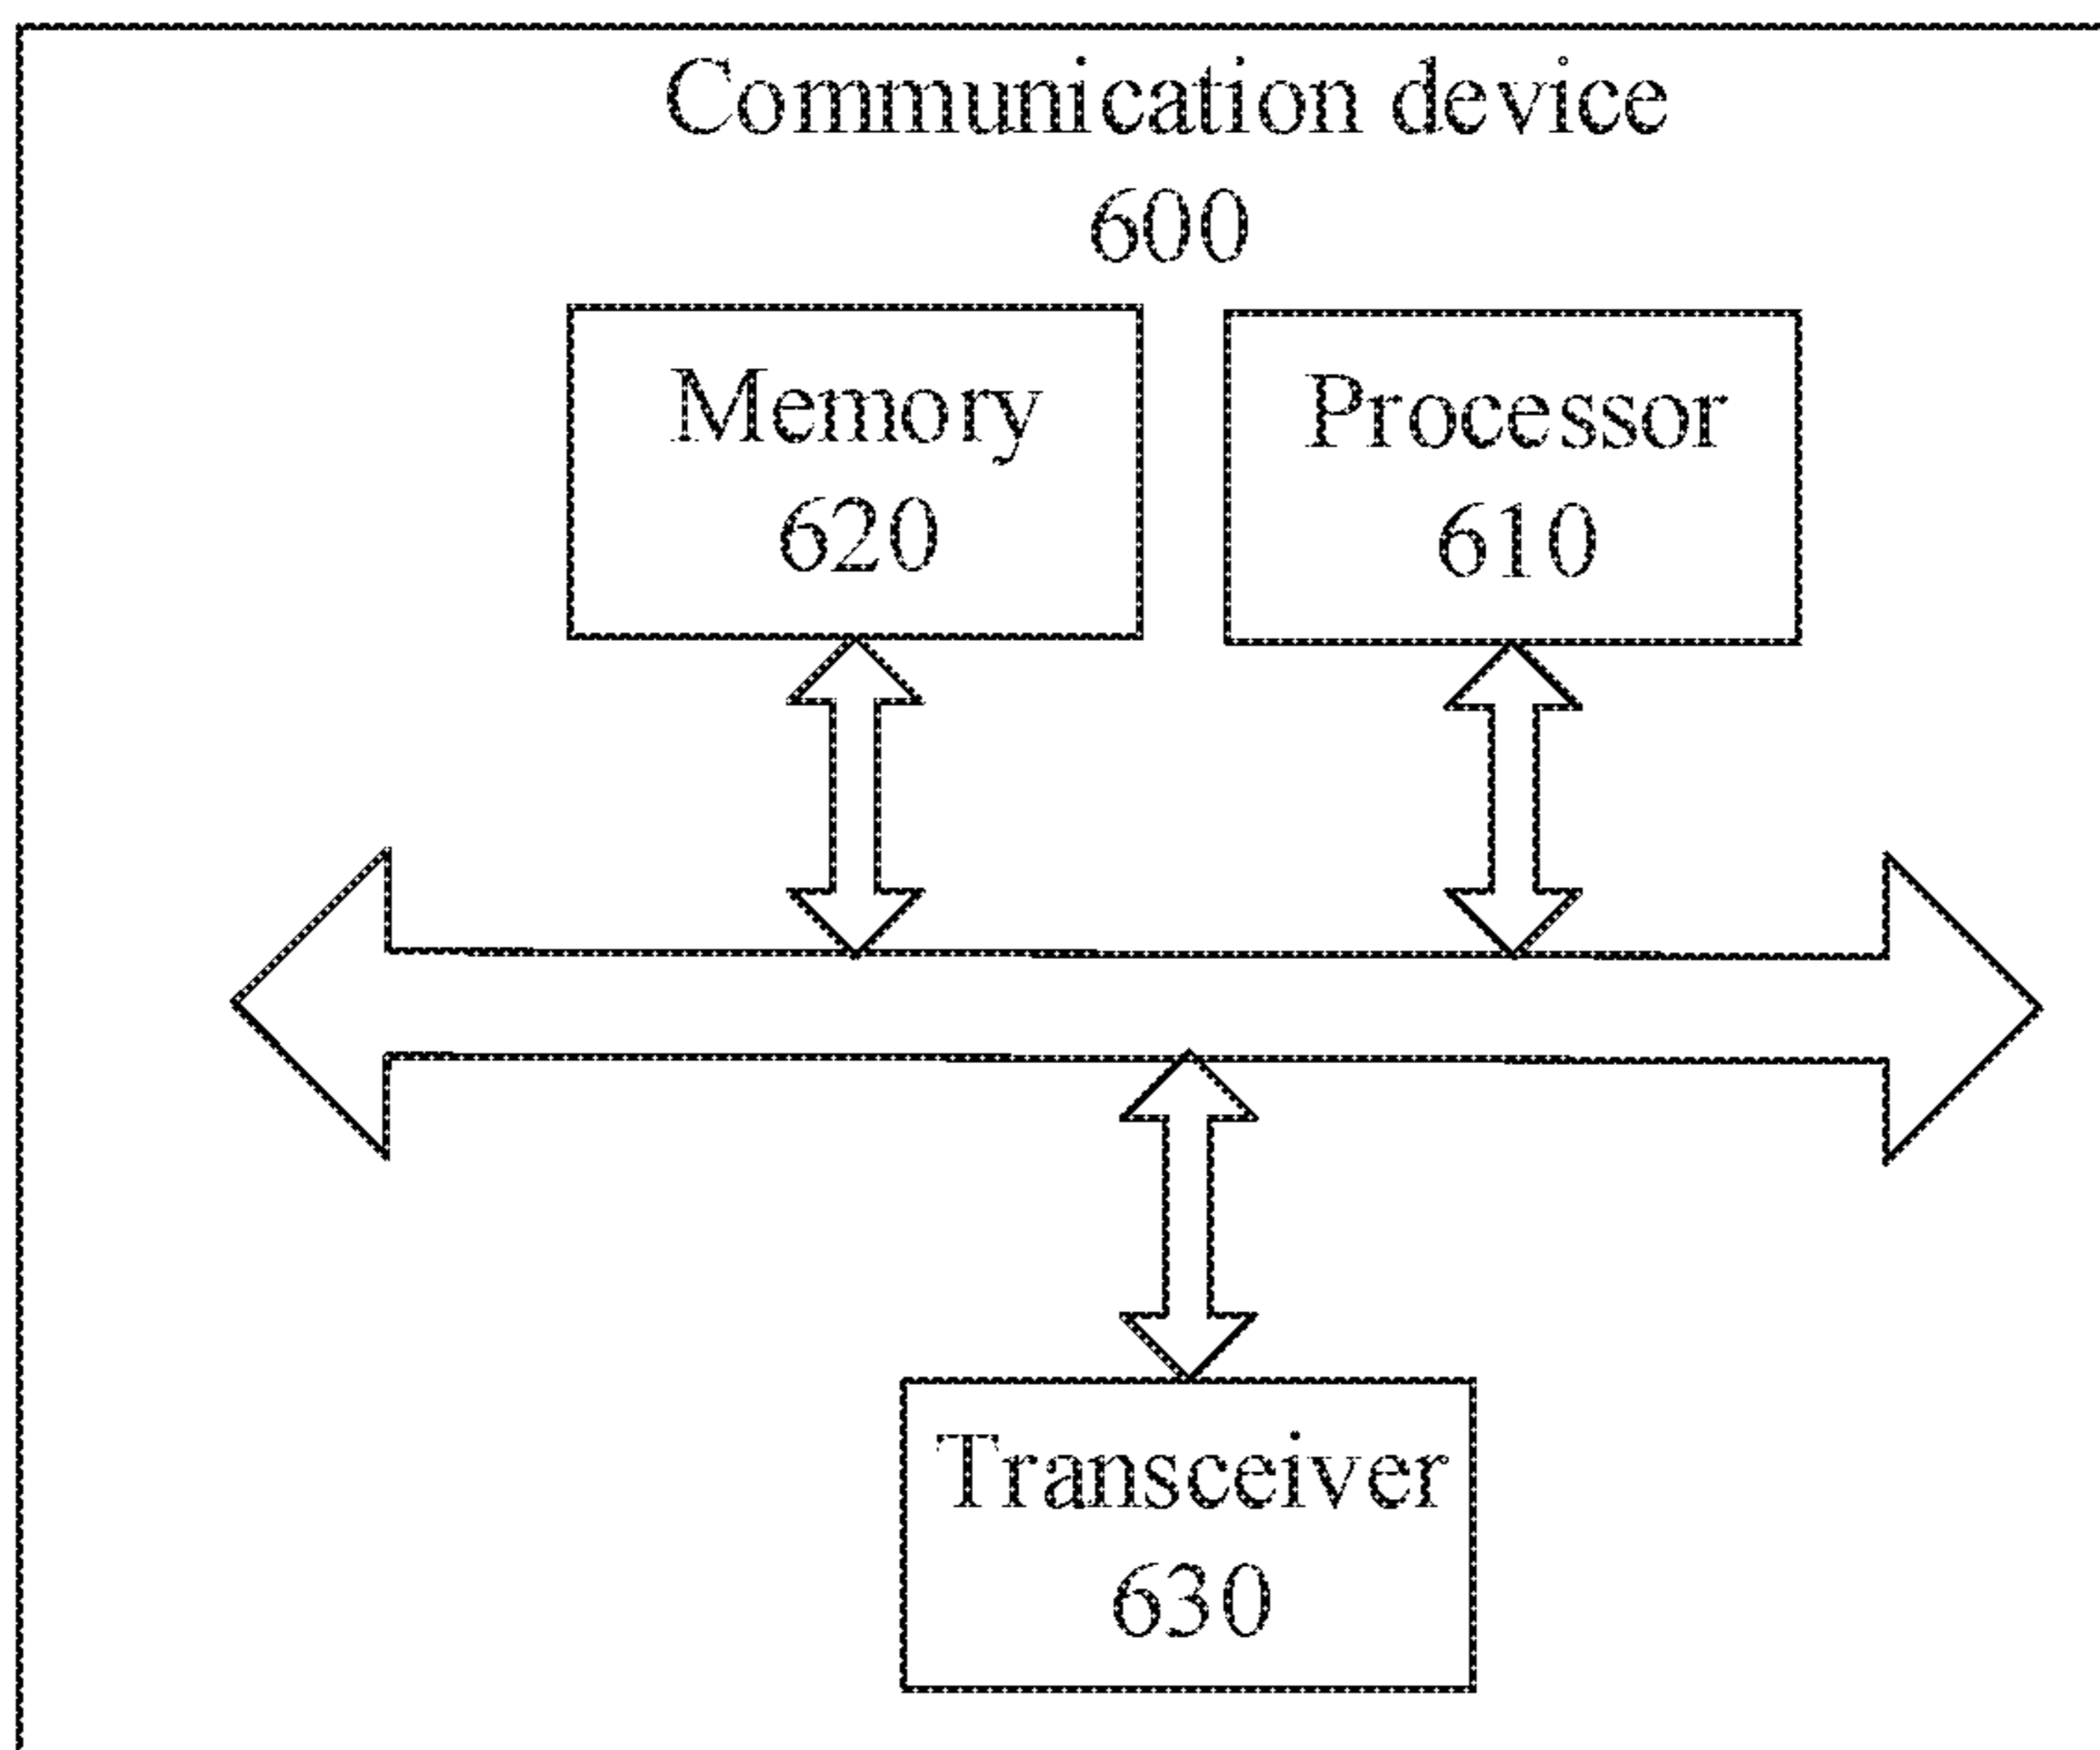 Communication device
600
Memory
620
Processor
610
Transceiver
630